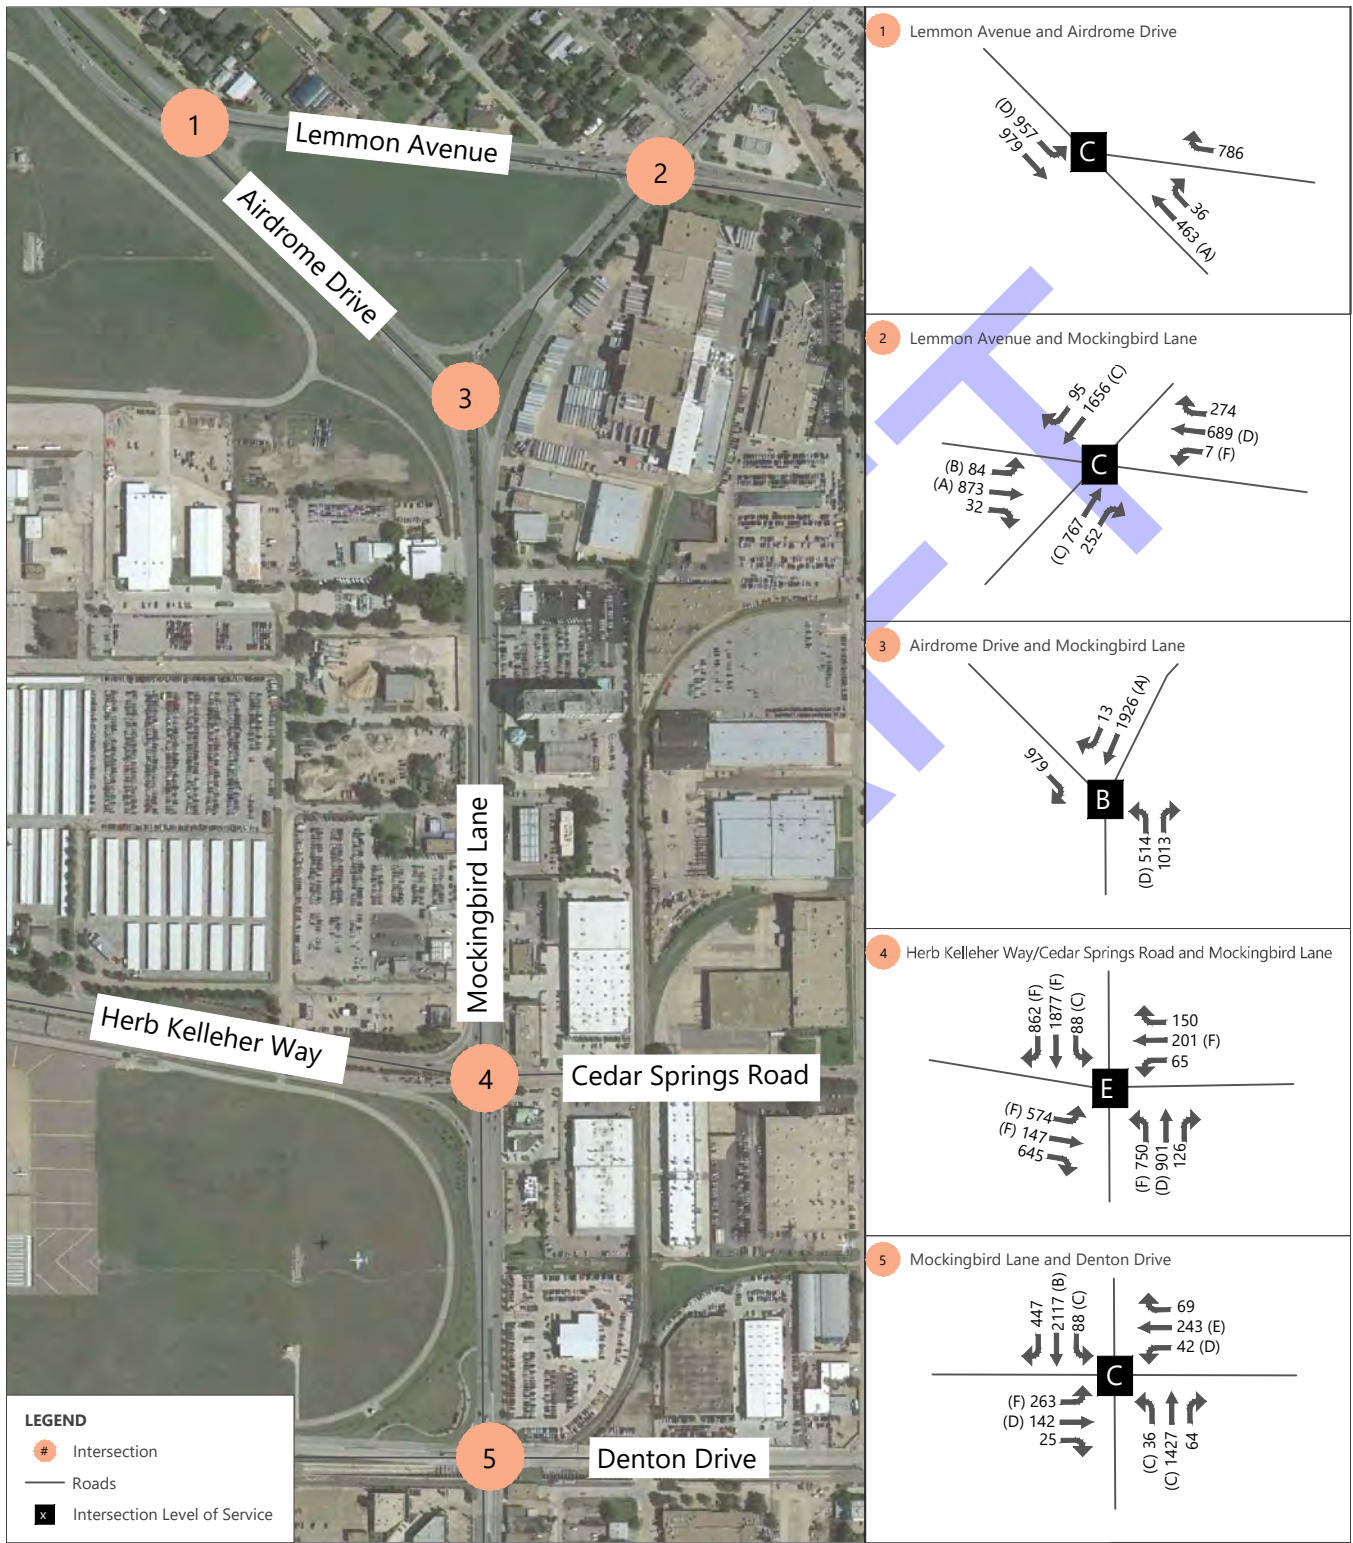 1
Lemmon Avenue
2
Airdrome Drive
3
Mockingbird Lane
Herb Kelleher Way
4
Cedar Springs Road
5
Denton Drive
LEGEND
# Intersection
Roads
x Intersection Level of Service
1 Lemmon Avenue and Airdrome Drive
(D) 957
979
C
786
36
463 (A)
2 Lemmon Avenue and Mockingbird Lane
95
1656 (C)
274
689 (D)
7 (F)
C
(B) 84
(A) 873
32
(C) 767
252
3 Airdrome Drive and Mockingbird Lane
13
1926 (A)
979
B
(D) 514
1013
4 Herb Kelleher Way/Cedar Springs Road and Mockingbird Lane
862 (F)
1877 (F)
88 (C)
150
201 (F)
65
E
(F) 574
(F) 147
645
(F) 750
(D) 901
126
5 Mockingbird Lane and Denton Drive
447
2117 (B)
88 (C)
69
243 (E)
42 (D)
C
(F) 263
(D) 142
25
(C) 36
(C) 1427
64